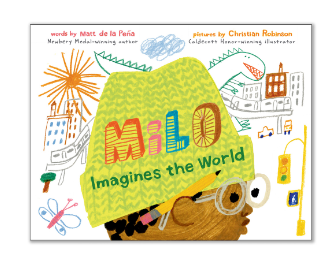 words by Matt de la Peña
Newbery Medal-winning author
pictures by Christian Robinson
Caldecott Honor-winning illustrator
MiLO
Imagines the World